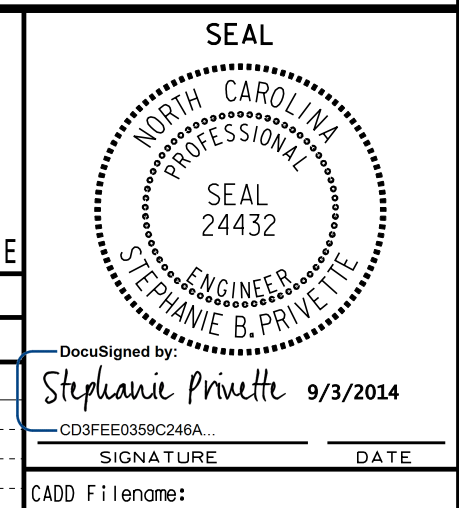 SEAL
NORTH CAROLINA
PROFESSIONAL
SEAL
24432
ENGINEER
STEPHANIE B. PRIVETTE
E
DocuSigned by:
Stephanie Privette 9/3/2014
CD3FEE0359C246A...
SIGNATURE DATE
CADD Filename: